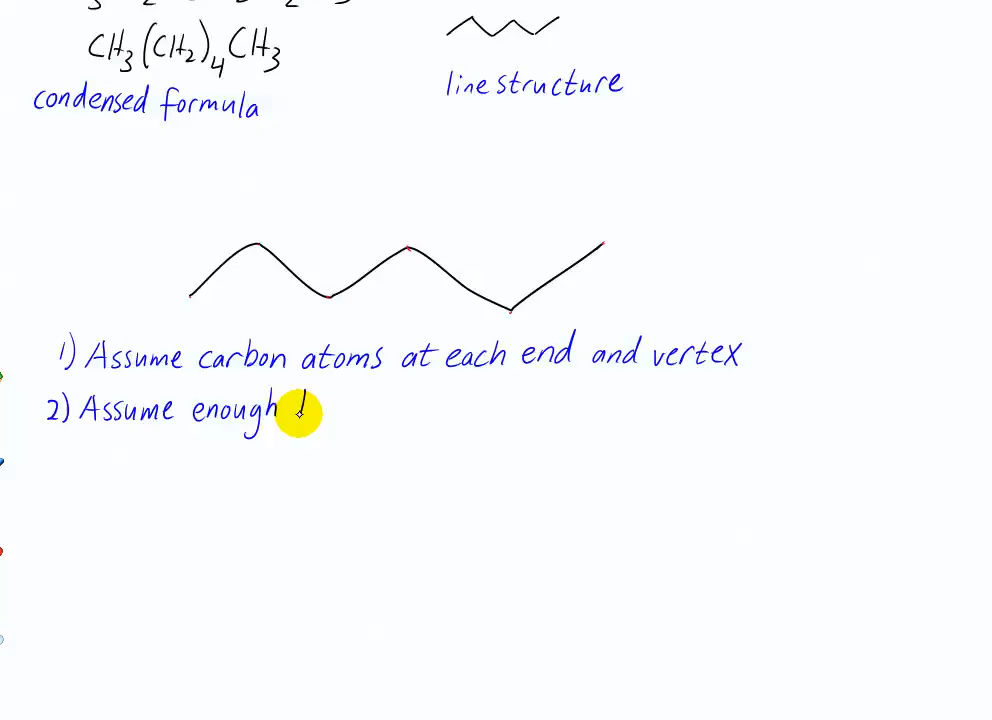 CH₃(CH₂)₄CH₃
line structure
condensed formula
1) Assume carbon atoms at each end and vertex
2) Assume enough